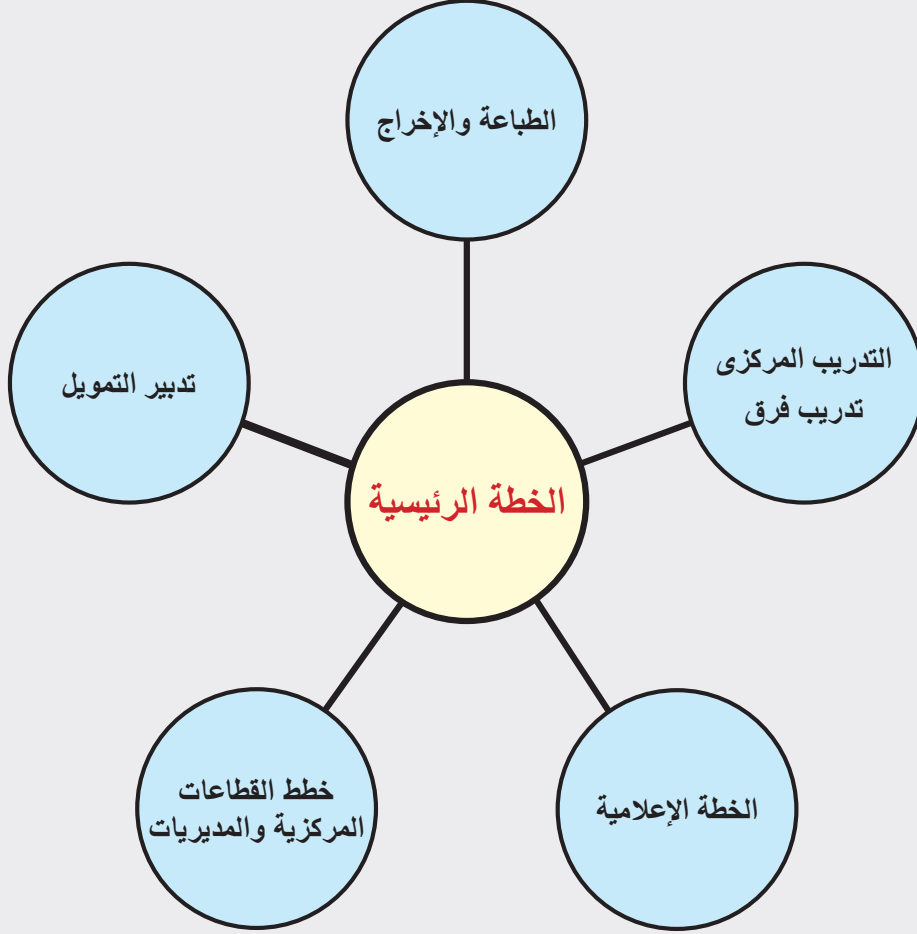 الطباعة والإخراج
التدريب المركزى
تدريب فرق
تدبير التمويل
الخطة الرئيسية
خطط القطاعات
المركزية والمديريات
الخطة الإعلامية